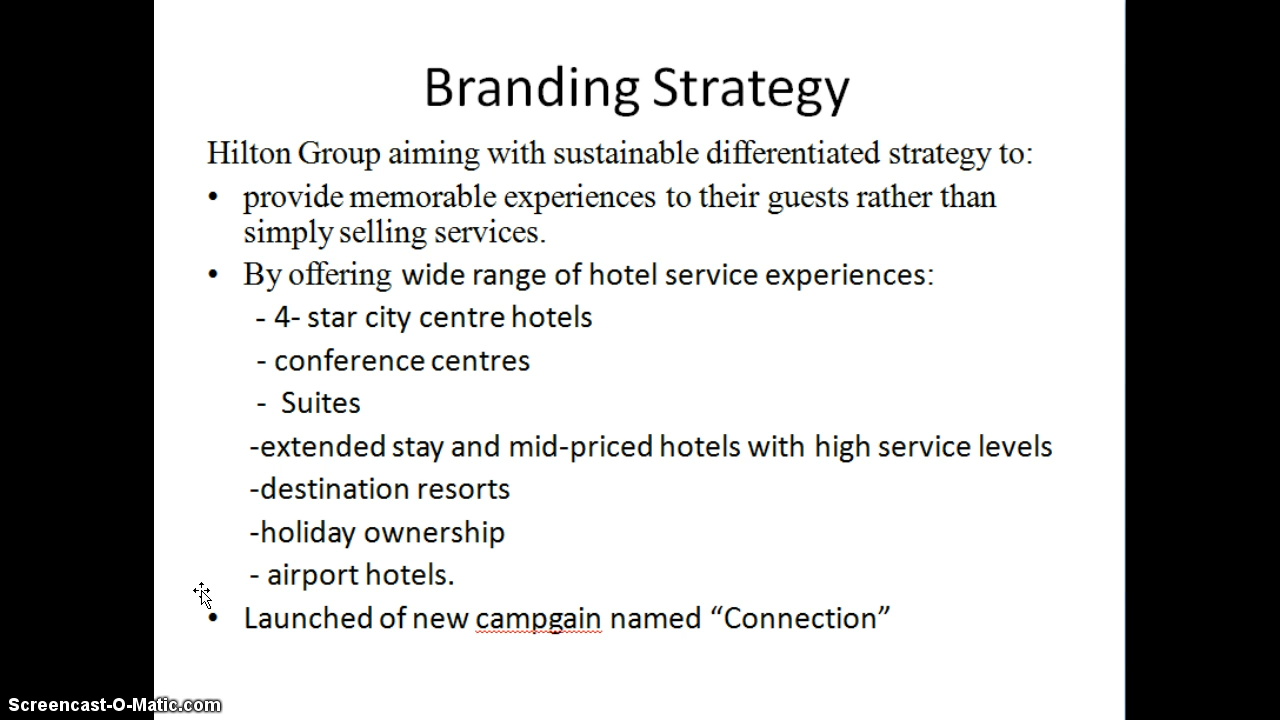 Branding Strategy
Hilton Group aiming with sustainable differentiated strategy to:
• provide memorable experiences to their guests rather than
simply selling services.
• By offering wide range of hotel service experiences:
- 4- star city centre hotels
- conference centres
- Suites
-extended stay and mid-priced hotels with high service levels
-destination resorts
-holiday ownership
- airport hotels.
• Launched of new campgain named “Connection”
Screencast-O-Matic.com